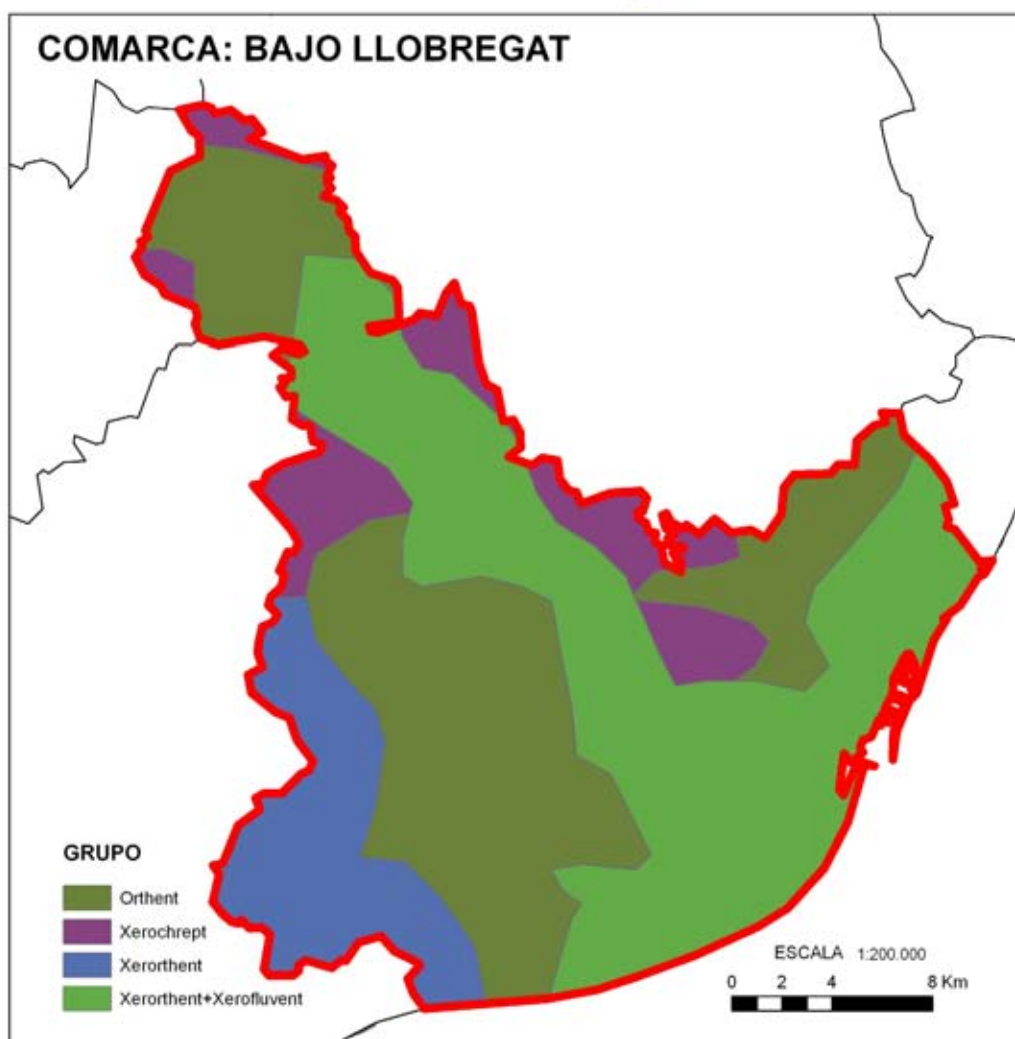 COMARCA: BAJO LLOBREGAT
GRUPO
Orthent
Xerochrept
Xerorthent
Xerorthent+Xerofluvent
ESCALA 1:200.000
0 2 4 8 Km